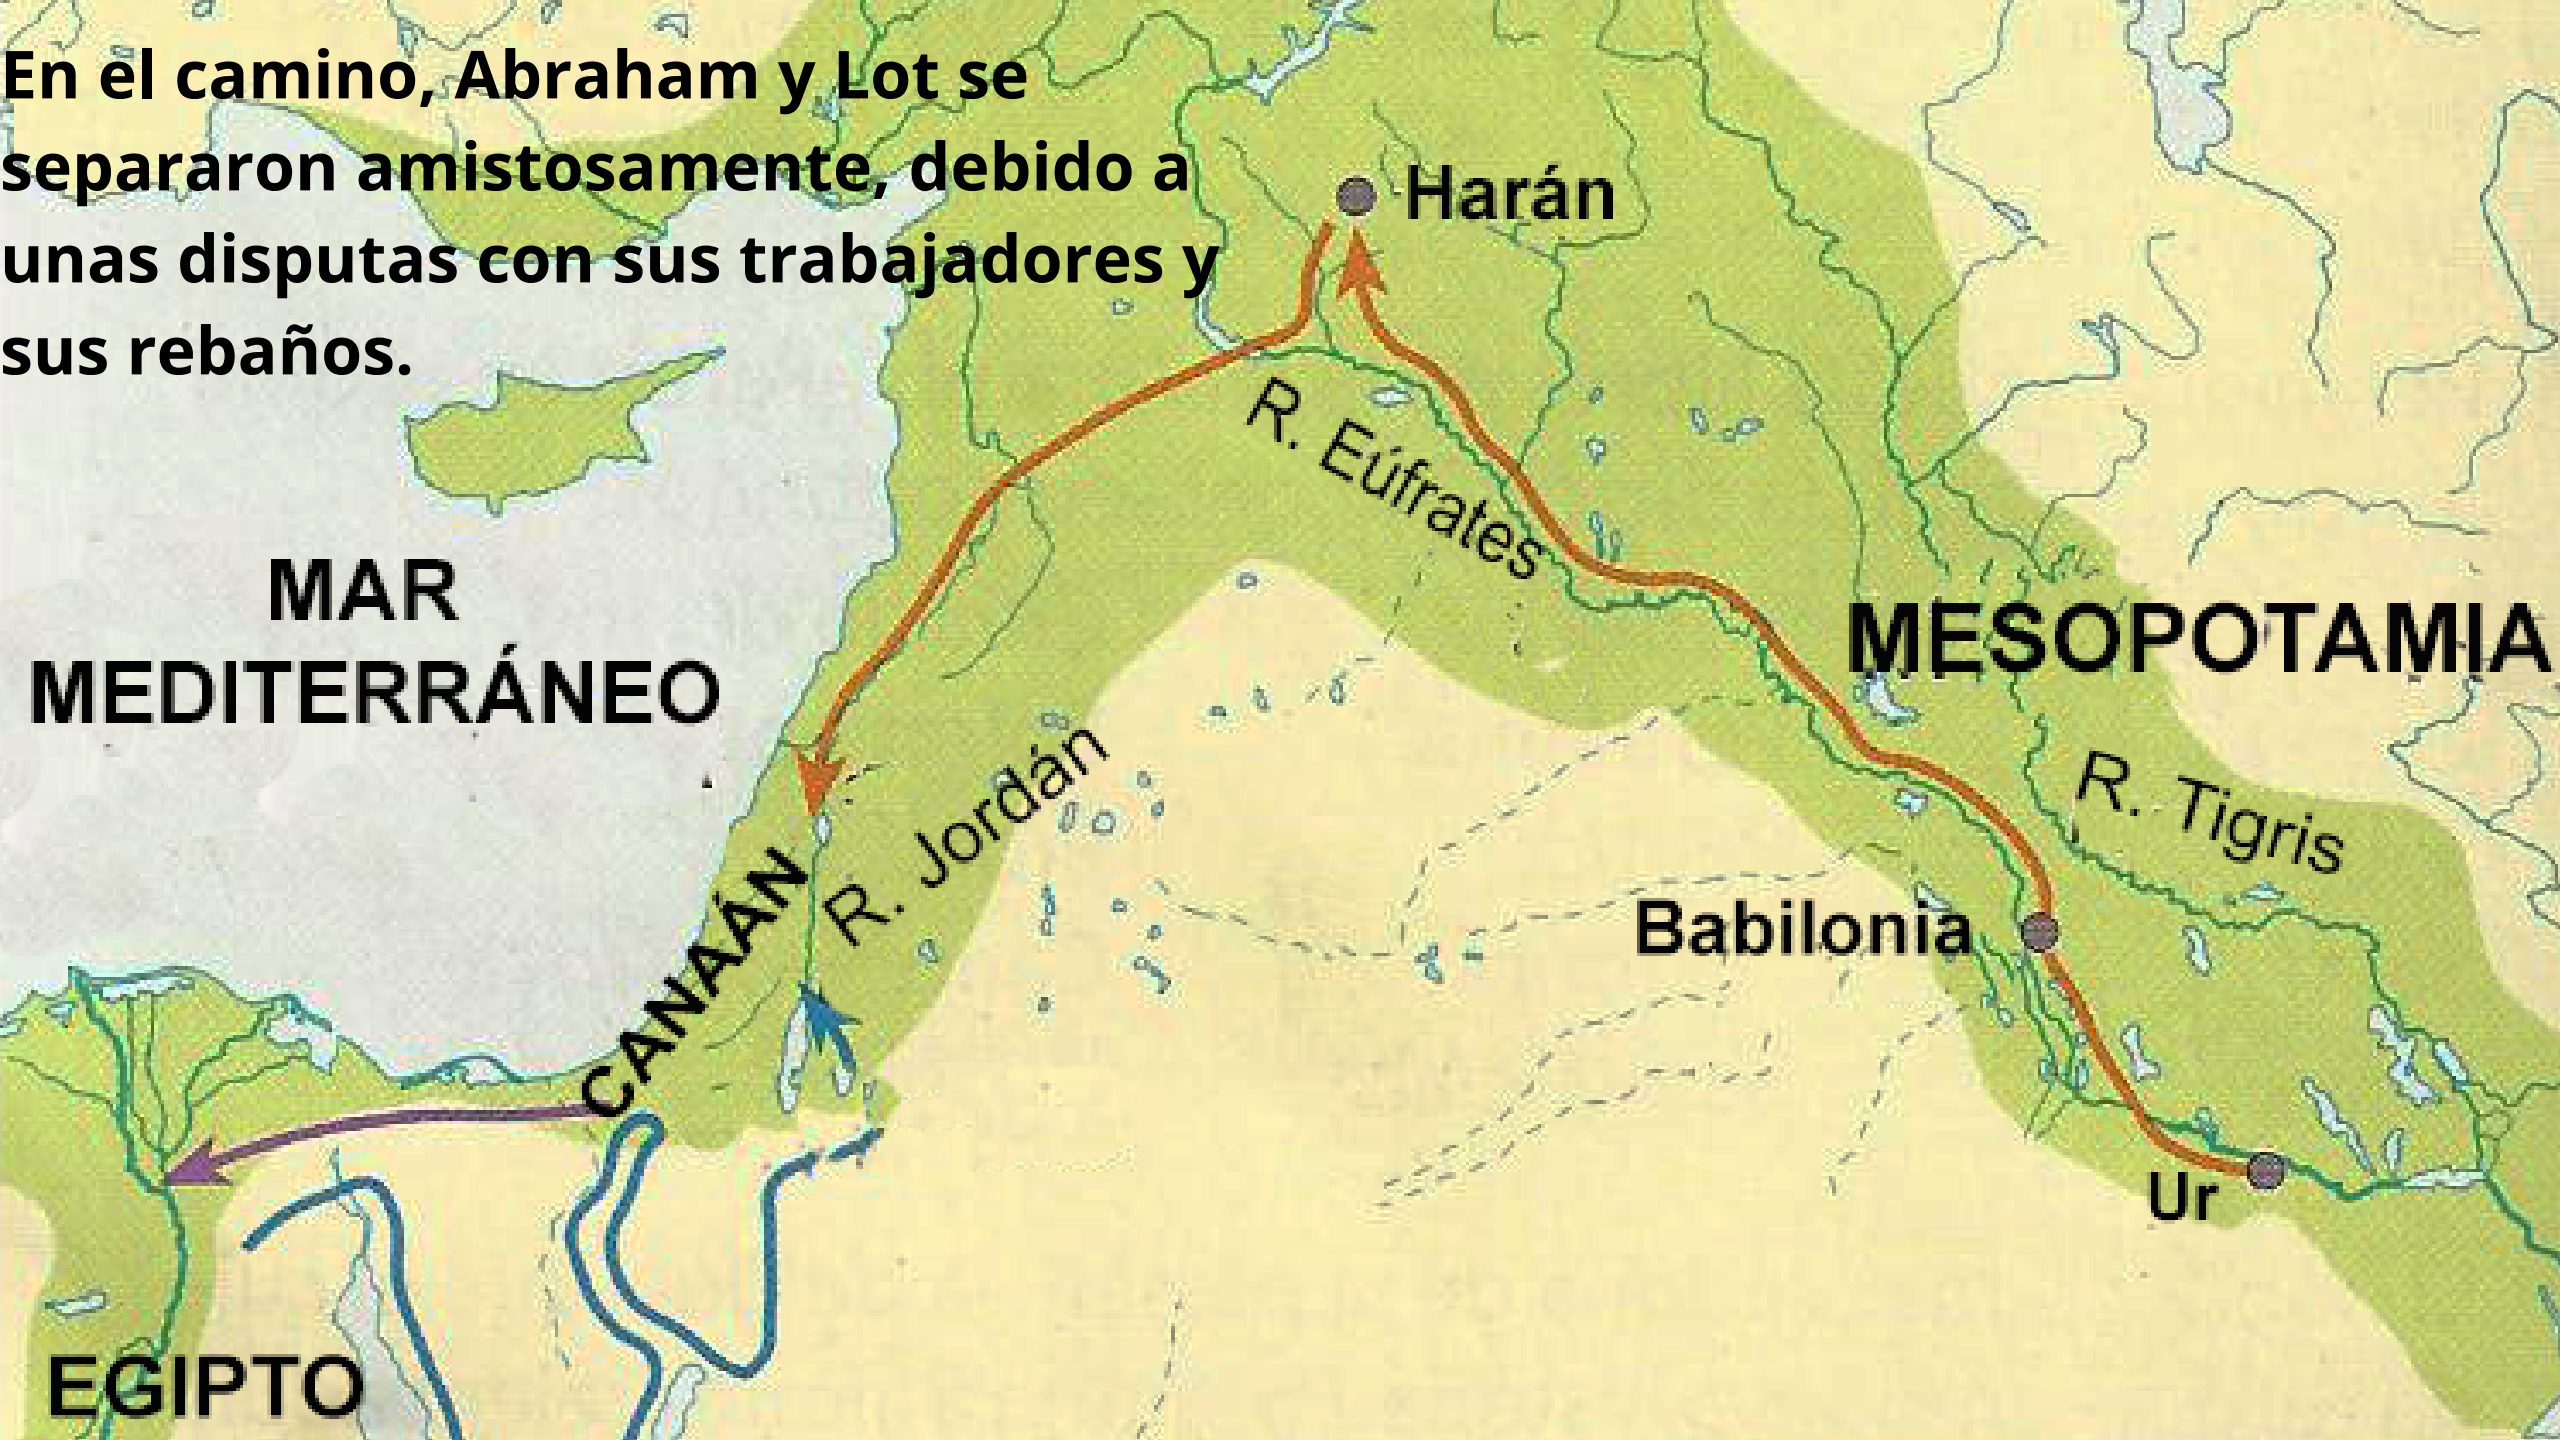 En el camino, Abraham y Lot se
separaron amistosamente, debido a
unas disputas con sus trabajadores y
sus rebaños.
Harán
R. Eúfrates
MAR
MEDITERRÁNEO
MESOPOTAMIA
R. Jordán
R. Tigris
CANAÁN
Babilonia
Ur
EGIPTO